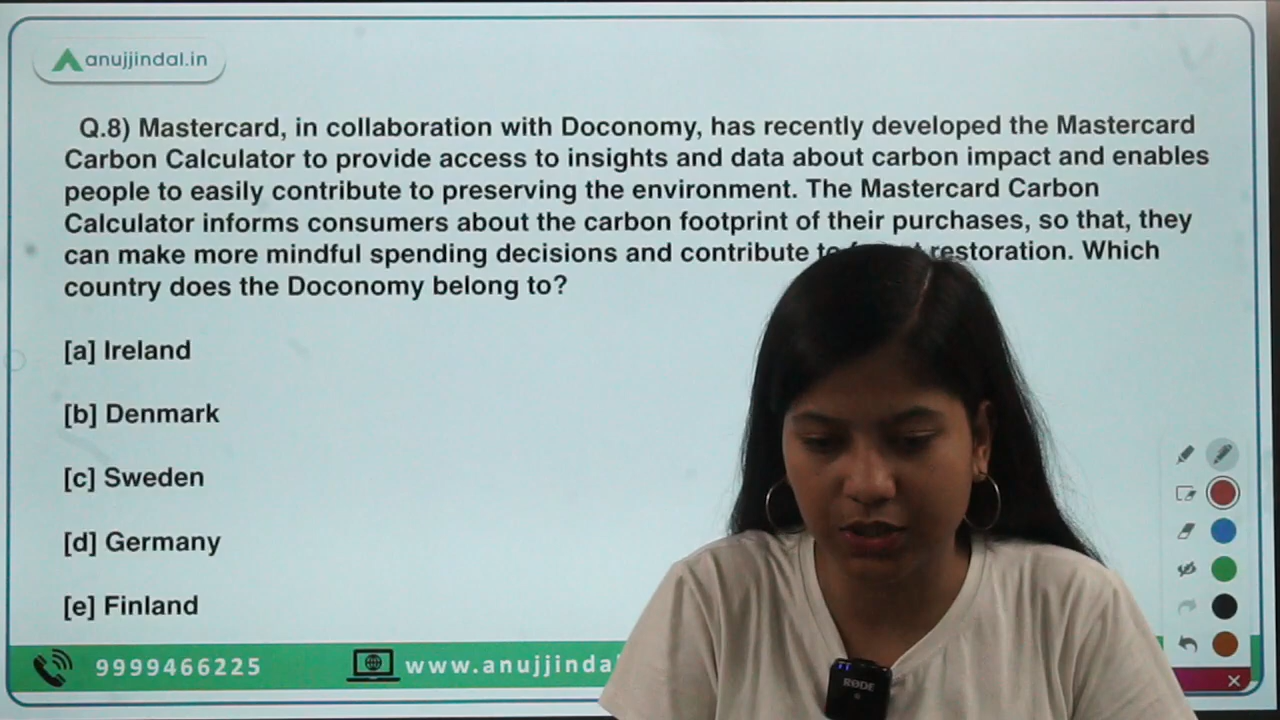 anujjindal.in
Q.8) Mastercard, in collaboration with Doconomy, has recently developed the Mastercard
Carbon Calculator to provide access to insights and data about carbon impact and enables
people to easily contribute to preserving the environment. The Mastercard Carbon
Calculator informs consumers about the carbon footprint of their purchases, so that, they
can make more mindful spending decisions and contribute restoration. Which
country does the Doconomy belong to?
[a] Ireland
[b] Denmark
[c] Sweden
[d] Germany
[e] Finland
9999466225
www.anujjinda
RØDE